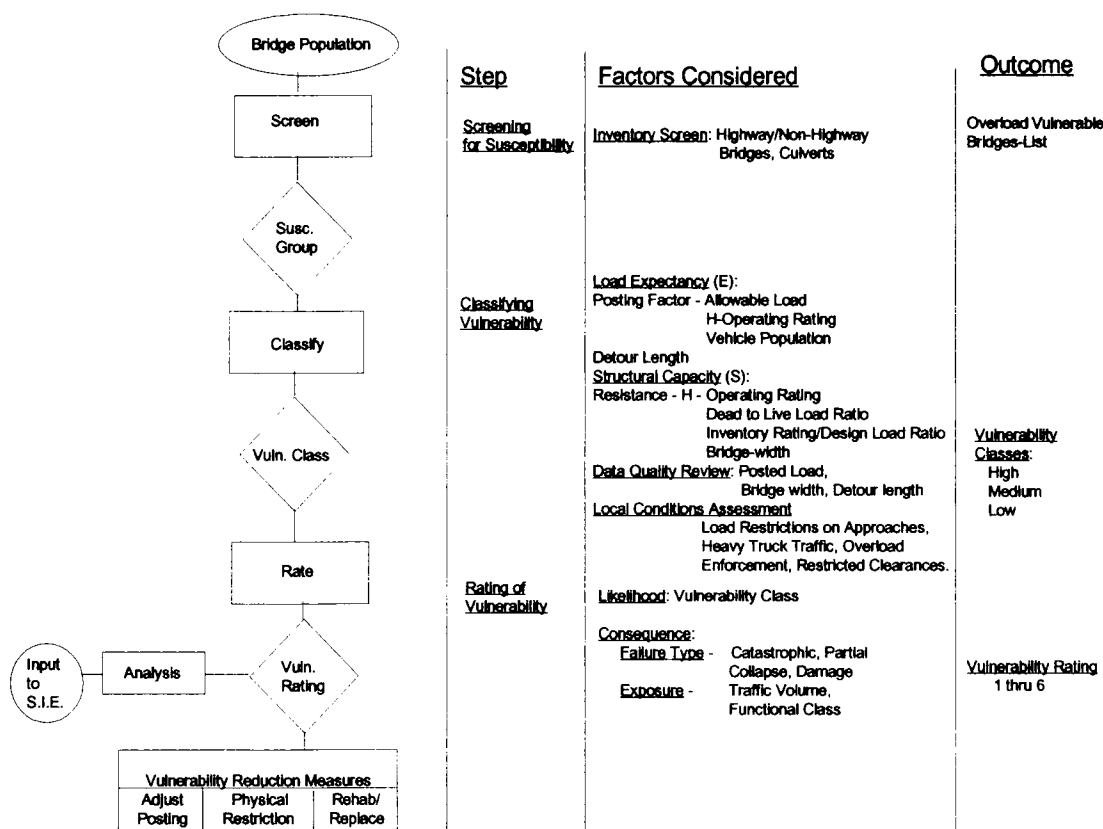 Bridge Population
Screen
Susc.
Group
Classify
Vuln. Class
Rate
Input
to
S.I.E.
Analysis
Vuln.
Rating
Vulnerability Reduction Measures
Adjust
Posting
Physical
Restriction
Rehab/
Replace
Step
Screening
for Susceptibility
Classifying
Vulnerability
Rating of
Vulnerability
Factors Considered
Inventory Screen: Highway/Non-Highway
Bridges, Culverts
Load Expectancy (E):
Posting Factor - Allowable Load
H-Operating Rating
Vehicle Population
Detour Length
Structural Capacity (S):
Resistance - H - Operating Rating
Dead to Live Load Ratio
Inventory Rating/Design Load Ratio
Bridge-width
Data Quality Review: Posted Load,
Bridge width, Detour length
Local Conditions Assessment
Load Restrictions on Approaches,
Heavy Truck Traffic, Overload
Enforcement, Restricted Clearances.
Likelihood: Vulnerability Class
Consequence:
Failure Type - Catastrophic, Partial
Collapse, Damage
Exposure - Traffic Volume,
Functional Class
Outcome
Overload Vulnerable
Bridges-List
Vulnerability
Classes:
High
Medium
Low
Vulnerability Rating
1 thru 6